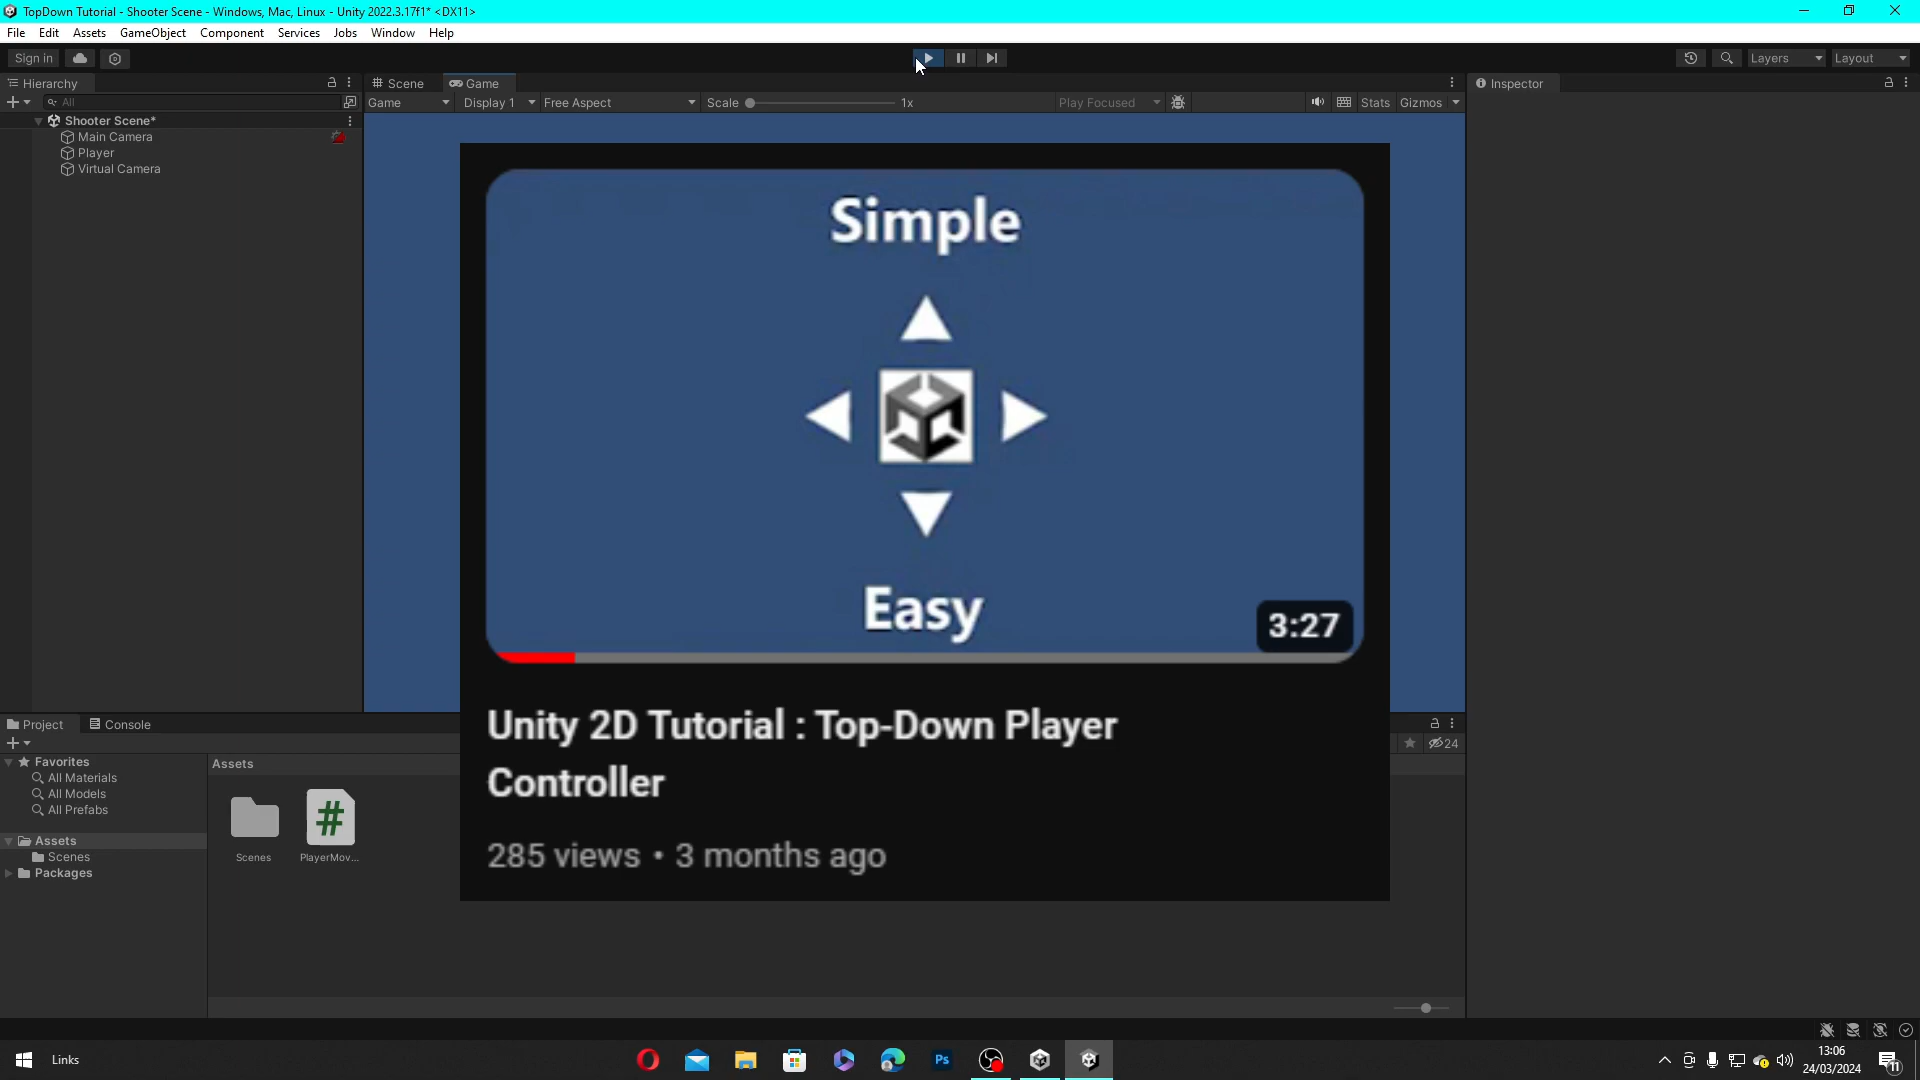 TopDown Tutorial - Shooter Scene - Windows, Mac, Linux - Unity 2022.3.17f1* <DX11>
File Edit Assets GameObject Component Services Jobs Window Help
Sign in
Layers Layout
Hierarchy
Scene Game
Inspector
All
Game Display 1 Free Aspect Scale 1x Play Focused Stats Gizmos
Shooter Scene*
Main Camera
Player
Virtual Camera
Simple
Easy
3:27
Unity 2D Tutorial : Top-Down Player
Controller
285 views • 3 months ago
Project Console
24
Favorites
All Materials
All Models
All Prefabs
Assets
Scenes
Packages
Assets
Scenes PlayerMov...
Links
Ps
13:06
24/03/2024
11